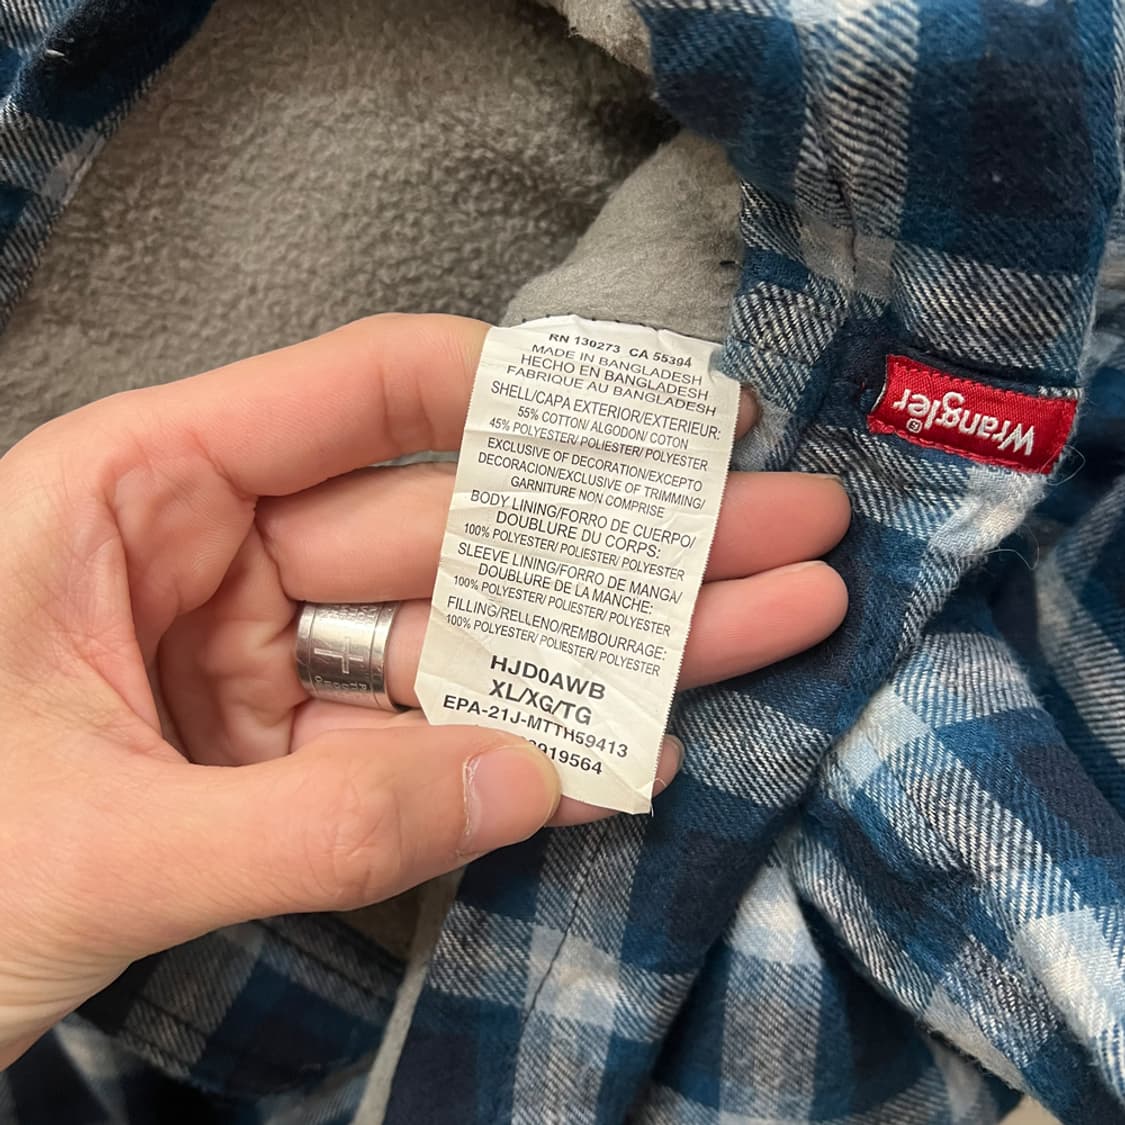 RN 130273 CA 55394
MADE IN BANGLADESH
HECHO EN BANGLADESH
FABRIQUE AU BANGLADESH
SHELL/CAPA EXTERIOR/EXTERIEUR:
55% COTTON/ ALGODON/ COTON
45% POLYESTER/ POLIESTER/ POLYESTER
EXCLUSIVE OF DECORATION/EXCEPTO
DECORACION/EXCLUSIVE OF TRIMMING/
GARNITURE NON COMPRISE
BODY LINING/FORRO DE CUERPO/
DOUBLURE DU CORPS:
100% POLYESTER/ POLIESTER/ POLYESTER
SLEEVE LINING/FORRO DE MANGA/
DOUBLURE DE LA MANCHE:
100% POLYESTER/ POLIESTER/ POLYESTER
FILLING/RELLENO/REMBOURRAGE:
100% POLYESTER/ POLIESTER/ POLYESTER
HJD0AWB
XL/XG/TG
EPA-21J-MTTH59413
919564
Wrangler®